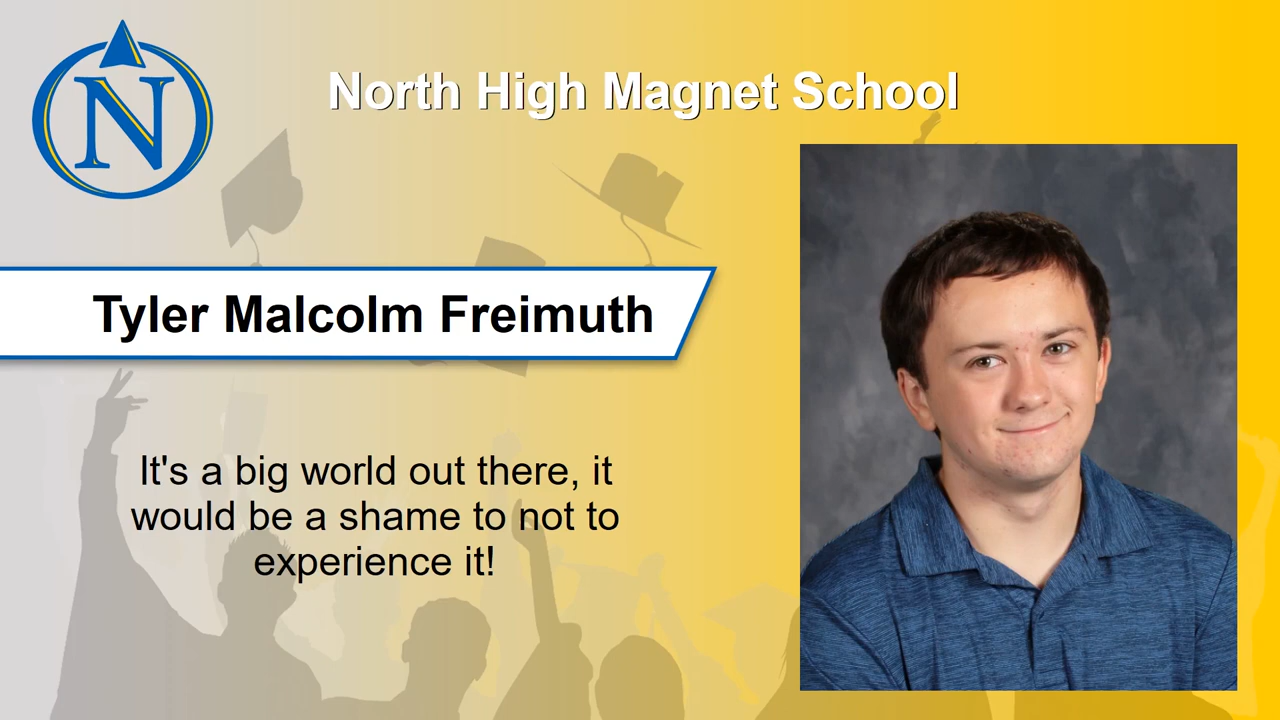 N
North High Magnet School
Tyler Malcolm Freimuth
It's a big world out there, it
would be a shame to not to
experience it!